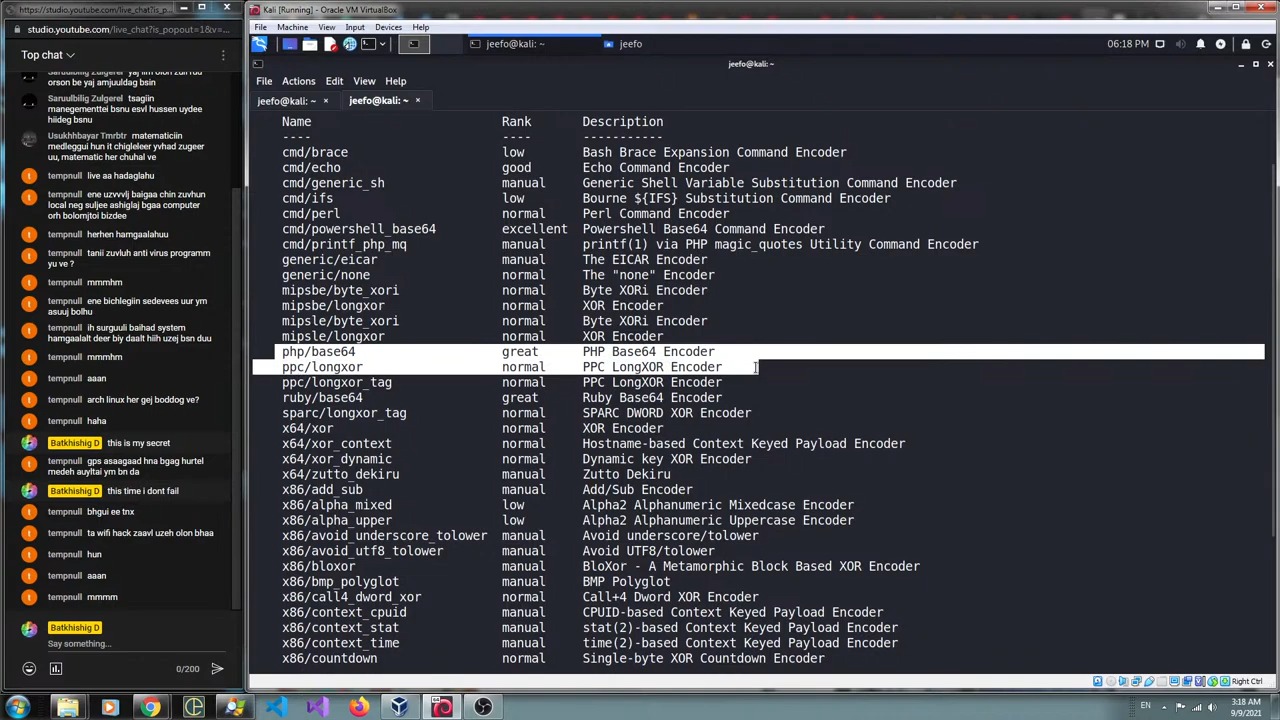 https://studio.youtube.com/live_chat?is_popout=1&v=...
studio.youtube.com/live_chat?is_popout=1&v=...
Top chat
orson be yaj amjuuldag bsin
Saruulbilig Zulgerel tsagiin
manegementtei bsnu esvl hussen uydee
hiideg bsnu
Usukhhbayar Tmrbtr matematiciin
medleggui hun it chigleleer yvhad zugeer
uu, matematic her chuhal ve
tempnull live aa hadaglahu
tempnull ene uzvvvlj baigaa chin zuvhun
local neg suljee ashiglaj bgaa computer
orh bolomjtoi bizdee
tempnull herhen hamgaalahuu
tempnull tanii zuvluh anti virus programm
yu ve ?
tempnull mmmhm
tempnull ene bichlegiin sedevees uur ym
asuuj bolhu
tempnull ih surguuli baihad system
hamgaalalt deer biy daalt hiih uzej bsn duu
tempnull mmmhm
tempnull aaan
tempnull arch linux her gej boddog ve?
tempnull haha
Batkhishig D this is my secret
tempnull gps asaagaad hna bgag hurtel
medeh auyltai ym bn da
Batkhishig D this time i dont fail
tempnull bhgui ee tnx
tempnull ta wifi hack zaavl uzeh olon bhaa
tempnull hun
tempnull aaan
tempnull mmmm
Batkhishig D
Say something...
0/200
Kali [Running] - Oracle VM VirtualBox
File Machine View Input Devices Help
jeefo@kali: ~
jeefo
06:18 PM
jeefo@kali: ~
File Actions Edit View Help
jeefo@kali: ~ ×
jeefo@kali: ~ ×
Name Rank Description
---- ---- -----------
cmd/brace low Bash Brace Expansion Command Encoder
cmd/echo good Echo Command Encoder
cmd/generic_sh manual Generic Shell Variable Substitution Command Encoder
cmd/ifs low Bourne ${IFS} Substitution Command Encoder
cmd/perl normal Perl Command Encoder
cmd/powershell_base64 excellent Powershell Base64 Command Encoder
cmd/printf_php_mq manual printf(1) via PHP magic_quotes Utility Command Encoder
generic/eicar manual The EICAR Encoder
generic/none normal The "none" Encoder
mipsbe/byte_xori normal Byte XORi Encoder
mipsbe/longxor normal XOR Encoder
mipsle/byte_xori normal Byte XORi Encoder
mipsle/longxor normal XOR Encoder
php/base64 great PHP Base64 Encoder
ppc/longxor normal PPC LongXOR Encoder
ppc/longxor_tag normal PPC LongXOR Encoder
ruby/base64 great Ruby Base64 Encoder
sparc/longxor_tag normal SPARC DWORD XOR Encoder
x64/xor normal XOR Encoder
x64/xor_context normal Hostname-based Context Keyed Payload Encoder
x64/xor_dynamic normal Dynamic key XOR Encoder
x64/zutto_dekiru manual Zutto Dekiru
x86/add_sub manual Add/Sub Encoder
x86/alpha_mixed low Alpha2 Alphanumeric Mixedcase Encoder
x86/alpha_upper low Alpha2 Alphanumeric Uppercase Encoder
x86/avoid_underscore_tolower manual Avoid underscore/tolower
x86/avoid_utf8_tolower manual Avoid UTF8/tolower
x86/bloxor manual BloXor - A Metamorphic Block Based XOR Encoder
x86/bmp_polyglot manual BMP Polyglot
x86/call4_dword_xor normal Call+4 Dword XOR Encoder
x86/context_cpuid manual CPUID-based Context Keyed Payload Encoder
x86/context_stat manual stat(2)-based Context Keyed Payload Encoder
x86/context_time manual time(2)-based Context Keyed Payload Encoder
x86/countdown normal Single-byte XOR Countdown Encoder
Right Ctrl
EN
3:18 AM
9/9/2021